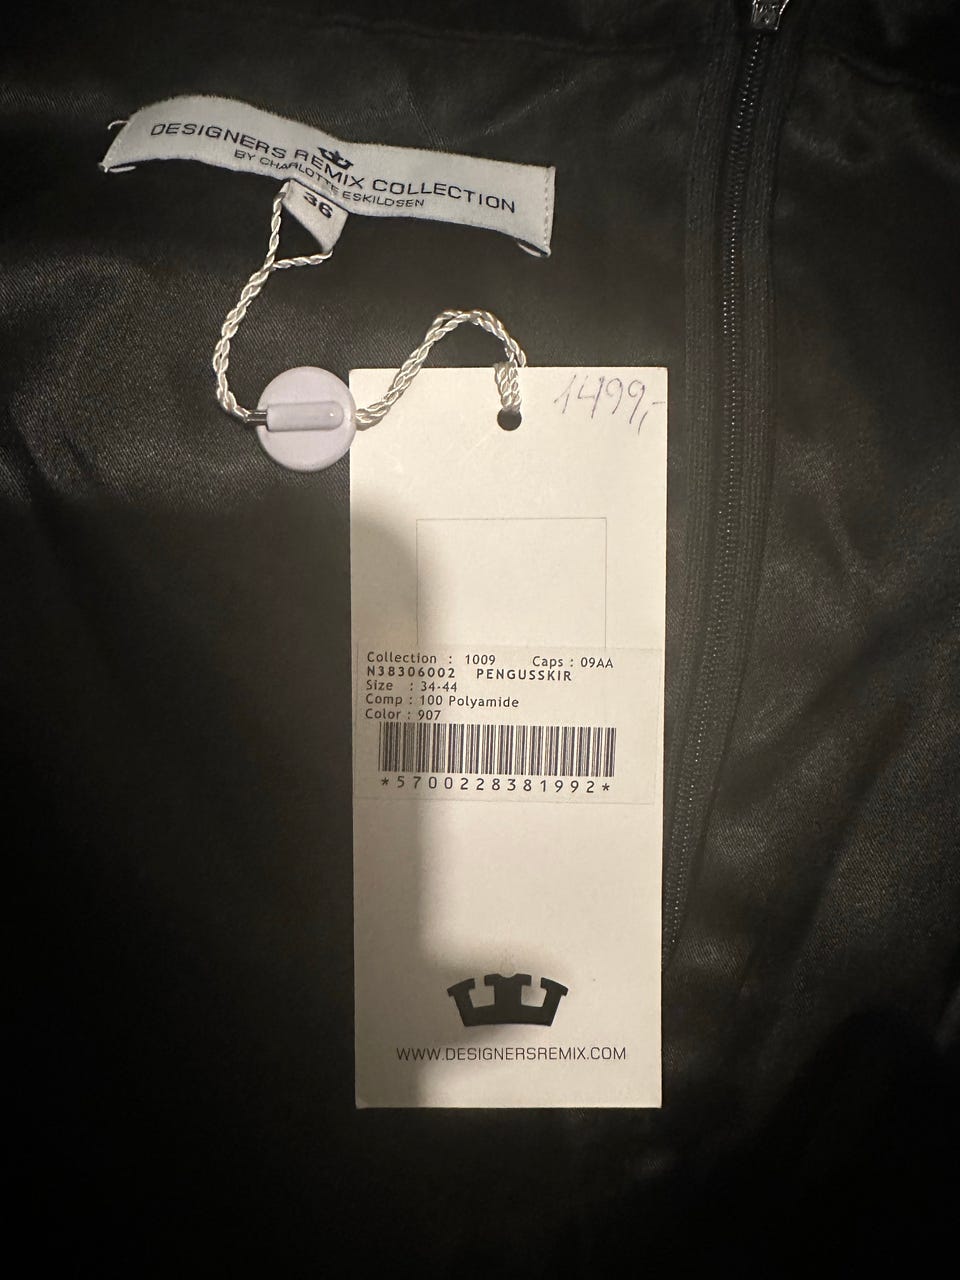 DESIGNERS REMIX COLLECTION
BY CHARLOTTE ESKILDSEN
36
1499,-
Collection : 1009 Caps : 09AA
N38306002 PENGUSSKIR
Size : 34-44
Comp : 100 Polyamide
Color : 907
*5700228381992*
WWW.DESIGNERSREMIX.COM